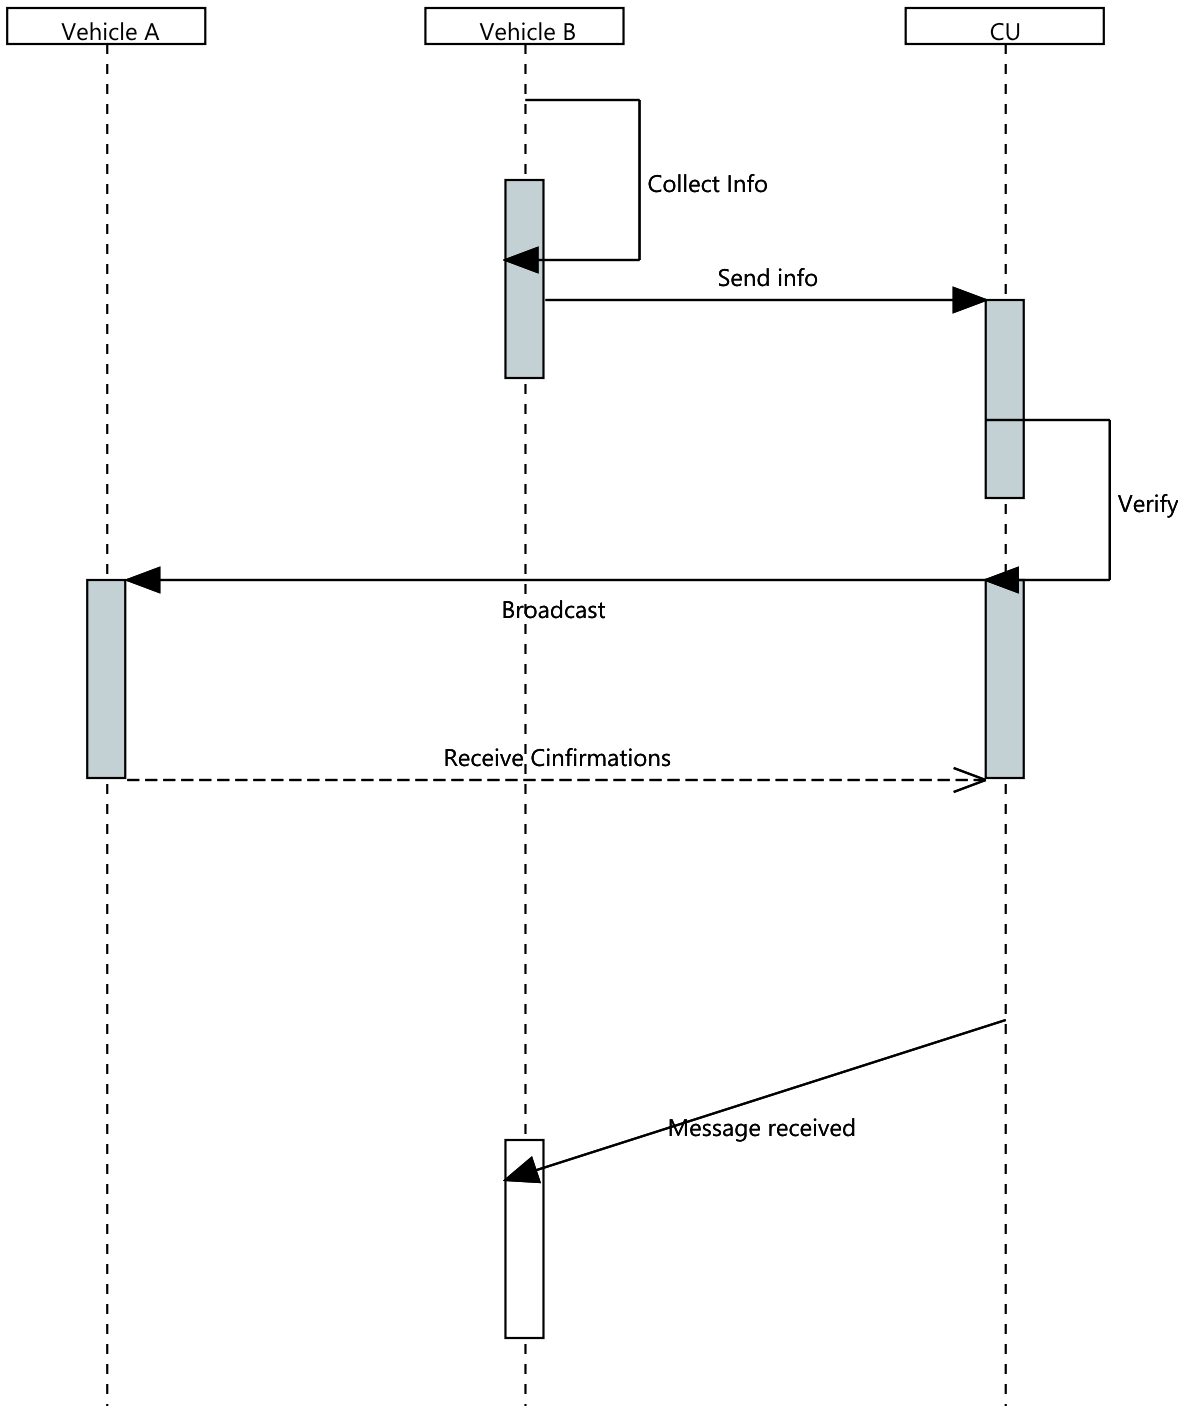 Vehicle A
Vehicle B
CU
Collect Info
Send info
Verify
Broadcast
Receive Cinfirmations
Message received